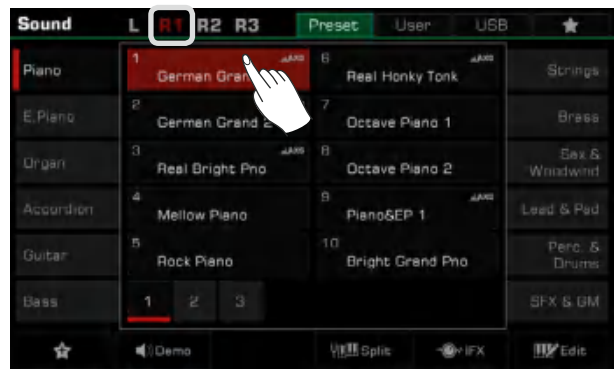 Sound L R1 R2 R3 Preset User USB
Piano
E.Piano
Organ
Accordion
Guitar
Bass
1 German Grand
2 German Grand 2
3 Real Bright Pno
4 Mellow Piano
5 Rock Piano
6 Real Honky Tonk
7 Octave Piano 1
8 Octave Piano 2
9 Piano&EP 1
10 Bright Grand Pno
1 2 3
Strings
Brass
Sax &
Woodwind
Lead & Pad
Perc. &
Drums
SFX & GM
Demo Split IFX Edit